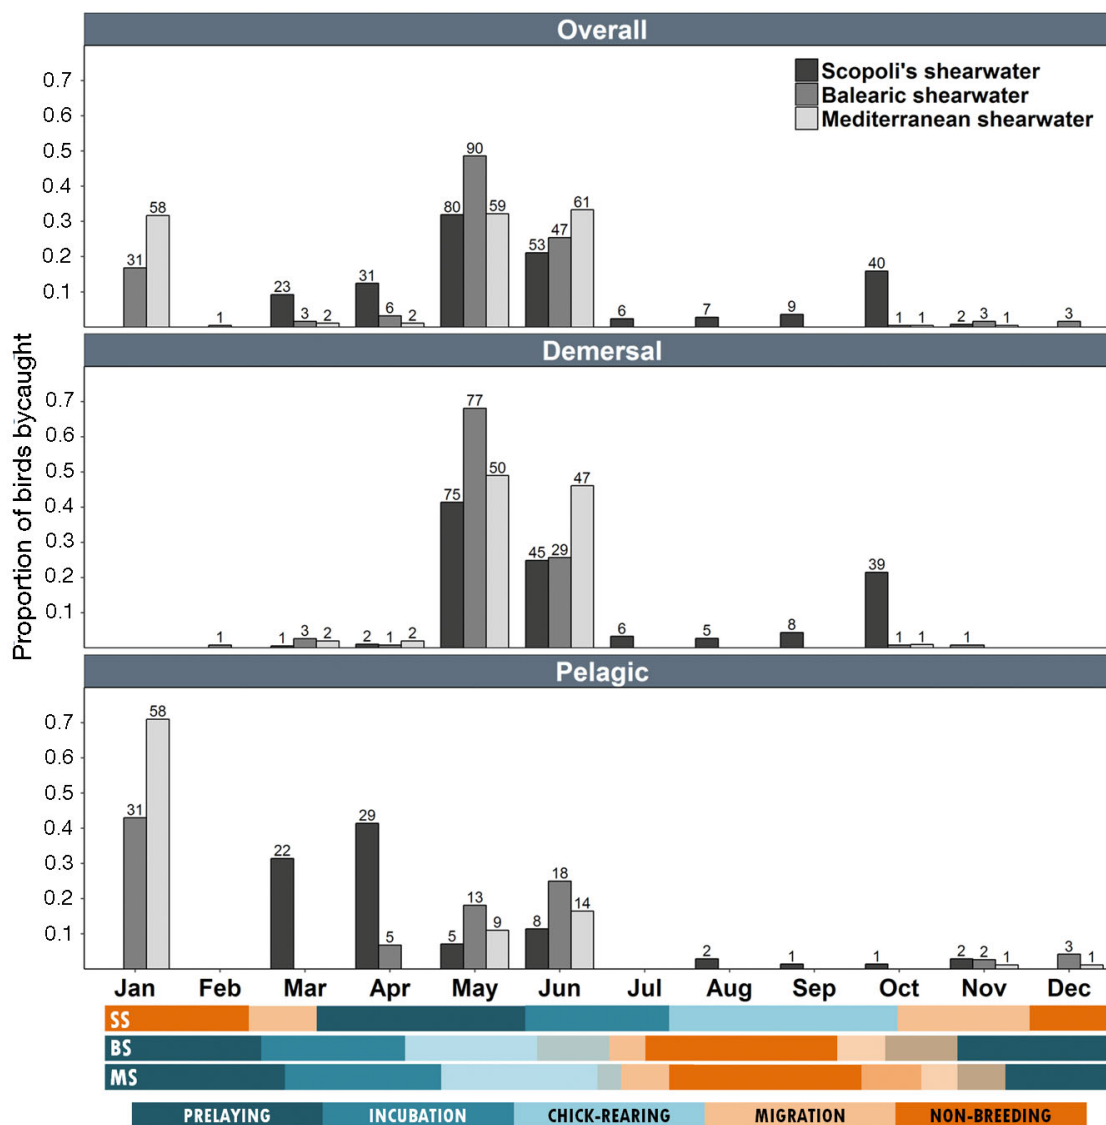 Overall
Scopoli's shearwater
Balearic shearwater
Mediterranean shearwater
Proportion of birds bycaught
0.7
0.6
0.5
0.4
0.3
0.2
0.1
31 58 1 23 3 2 31 6 2 80 90 59 53 47 61 6 7 9 40 1 1 2 3 1 3
Demersal
0.7
0.6
0.5
0.4
0.3
0.2
0.1
1 1 3 2 2 1 2 75 77 50 45 29 47 6 5 8 39 1 1 1
Pelagic
0.7
0.6
0.5
0.4
0.3
0.2
0.1
31 58 22 29 5 5 13 9 8 18 14 2 1 1 2 2 1 3 1
Jan Feb Mar Apr May Jun Jul Aug Sep Oct Nov Dec
SS
BS
MS
PRELAYING INCUBATION CHICK-REARING MIGRATION NON-BREEDING